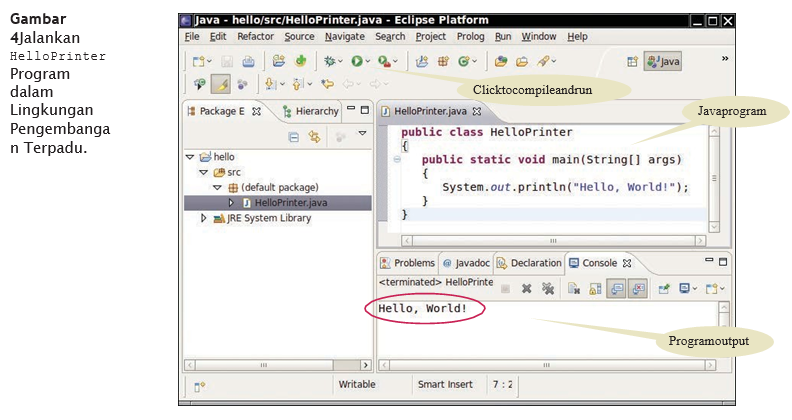 Gambar
4Jalankan
HelloPrinter
Program
dalam
Lingkungan
Pengembanga
n Terpadu.
Java - hello/src/HelloPrinter.java - Eclipse Platform
File Edit Refactor Source Navigate Search Project Prolog Run Window Help
Java
»
Clicktocompileandrun
Package E
Hierarchy
hello
src
(default package)
HelloPrinter.java
JRE System Library
HelloPrinter.java
Javaprogram
public class HelloPrinter
{
public static void main(String[] args)
{
System.out.println("Hello, World!");
}
}
Problems @ Javadoc Declaration Console
<terminated> HelloPrinte
Hello, World!
Programoutput
Writable Smart Insert 7 : 2